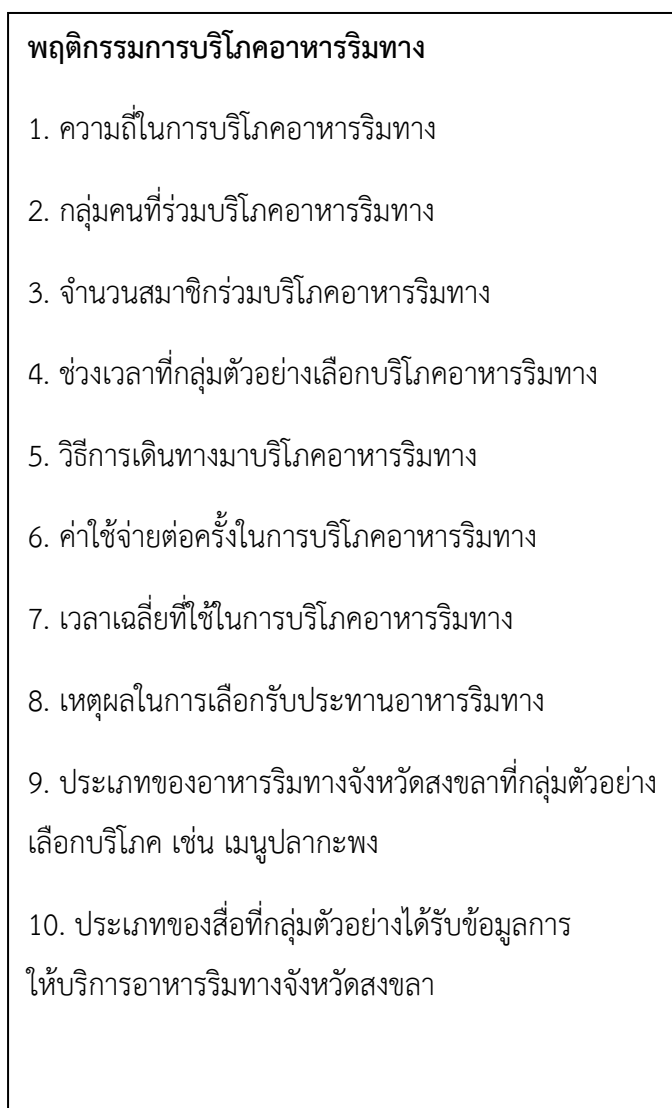 พฤติกรรมการบริโภคอาหารริมทาง
1. ความถี่ในการบริโภคอาหารริมทาง
2. กลุ่มคนที่ร่วมบริโภคอาหารริมทาง
3. จำนวนสมาชิกร่วมบริโภคอาหารริมทาง
4. ช่วงเวลาที่กลุ่มตัวอย่างเลือกบริโภคอาหารริมทาง
5. วิธีการเดินทางมาบริโภคอาหารริมทาง
6. ค่าใช้จ่ายต่อครั้งในการบริโภคอาหารริมทาง
7. เวลาเฉลี่ยที่ใช้ในการบริโภคอาหารริมทาง
8. เหตุผลในการเลือกรับประทานอาหารริมทาง
9. ประเภทของอาหารริมทางจังหวัดสงขลาที่กลุ่มตัวอย่าง
เลือกบริโภค เช่น เมนูปลากะพง
10. ประเภทของสื่อที่กลุ่มตัวอย่างได้รับข้อมูลการ
ให้บริการอาหารริมทางจังหวัดสงขลา